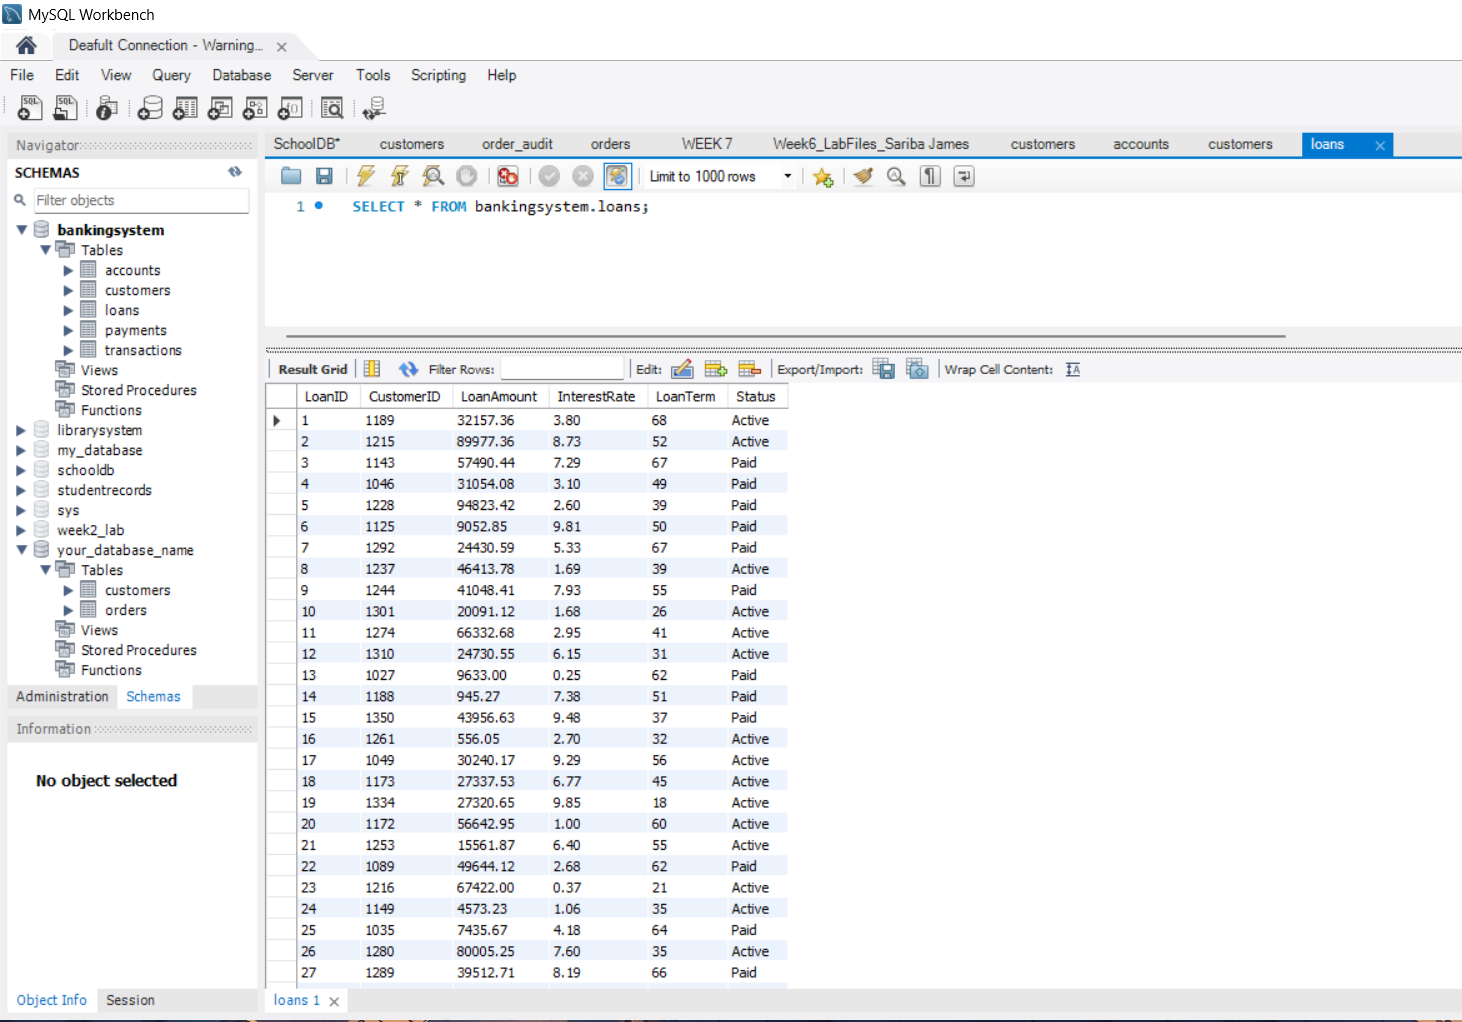 MySQL Workbench
Deafult Connection - Warning...
File Edit View Query Database Server Tools Scripting Help
Navigator
SCHEMAS
Filter objects
bankingsystem
Tables
accounts
customers
loans
payments
transactions
Views
Stored Procedures
Functions
librarysystem
my_database
schooldb
studentrecords
sys
week2_lab
your_database_name
Tables
customers
orders
Views
Stored Procedures
Functions
Administration Schemas
Information
No object selected
Object Info Session
SchoolDB* customers order_audit orders WEEK 7 Week6_LabFiles_Sariba James customers accounts customers loans
Limit to 1000 rows
1 SELECT * FROM bankingsystem.loans;
Result Grid Filter Rows: Edit: Export/Import: Wrap Cell Content:
LoanID CustomerID LoanAmount InterestRate LoanTerm Status
1 1189 32157.36 3.80 68 Active
2 1215 89977.36 8.73 52 Active
3 1143 57490.44 7.29 67 Paid
4 1046 31054.08 3.10 49 Paid
5 1228 94823.42 2.60 39 Paid
6 1125 9052.85 9.81 50 Paid
7 1292 24430.59 5.33 67 Paid
8 1237 46413.78 1.69 39 Active
9 1244 41048.41 7.93 55 Paid
10 1301 20091.12 1.68 26 Active
11 1274 66332.68 2.95 41 Active
12 1310 24730.55 6.15 31 Active
13 1027 9633.00 0.25 62 Paid
14 1188 945.27 7.38 51 Paid
15 1350 43956.63 9.48 37 Paid
16 1261 556.05 2.70 32 Active
17 1049 30240.17 9.29 56 Active
18 1173 27337.53 6.77 45 Active
19 1334 27320.65 9.85 18 Active
20 1172 56642.95 1.00 60 Active
21 1253 15561.87 6.40 55 Active
22 1089 49644.12 2.68 62 Paid
23 1216 67422.00 0.37 21 Active
24 1149 4573.23 1.06 35 Active
25 1035 7435.67 4.18 64 Paid
26 1280 80005.25 7.60 35 Active
27 1289 39512.71 8.19 66 Paid
loans 1